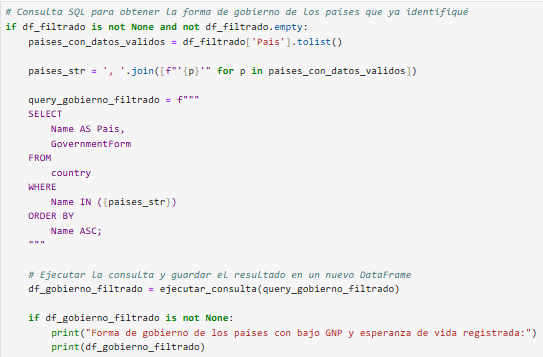 # Consulta SQL para obtener la forma de gobierno de los países que ya identifiqué
if df_filtrado is not None and not df_filtrado.empty:
    paises_con_datos_validos = df_filtrado['Pais'].tolist()

    paises_str = ', '.join([f"'{p}'" for p in paises_con_datos_validos])

    query_gobierno_filtrado = f"""
    SELECT
        Name AS Pais,
        GovernmentForm
    FROM
        country
    WHERE
        Name IN ({paises_str})
    ORDER BY
        Name ASC;
    """

    # Ejecutar la consulta y guardar el resultado en un nuevo DataFrame
    df_gobierno_filtrado = ejecutar_consulta(query_gobierno_filtrado)

    if df_gobierno_filtrado is not None:
        print("Forma de gobierno de los países con bajo GNP y esperanza de vida registrada:")
        print(df_gobierno_filtrado)